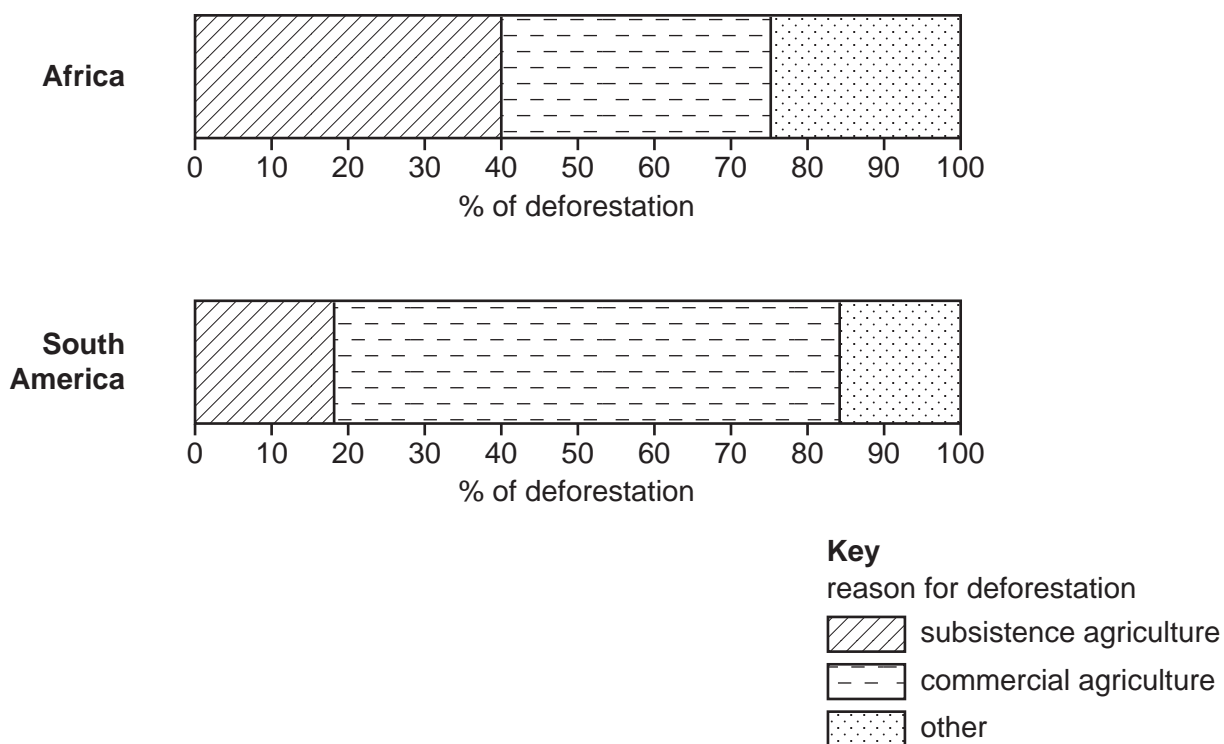 Africa
0 10 20 30 40 50 60 70 80 90 100
% of deforestation
South
America
0 10 20 30 40 50 60 70 80 90 100
% of deforestation
Key
reason for deforestation
subsistence agriculture
commercial agriculture
other